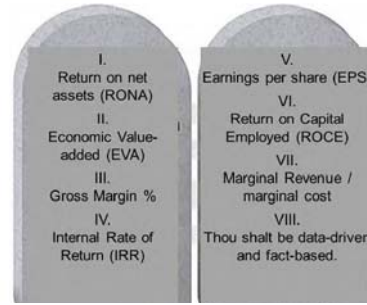 I.
Return on net
assets (RONA)
II.
Economic Value-
added (EVA)
III.
Gross Margin %
IV.
Internal Rate of
Return (IRR)
V.
Earnings per share (EPS
VI.
Return on Capital
Employed (ROCE)
VII.
Marginal Revenue /
marginal cost
VIII.
Thou shalt be data-driven
and fact-based.